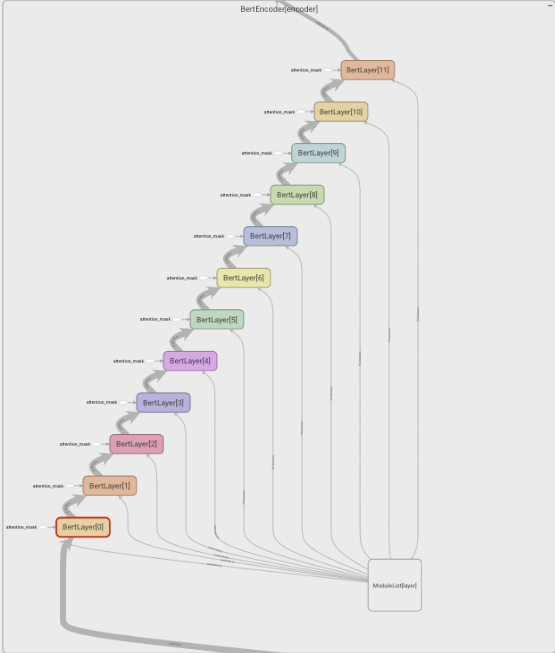 BertEncoder[encoder]
attention_mask BertLayer[11]
attention_mask BertLayer[10]
attention_mask BertLayer[9]
attention_mask BertLayer[8]
attention_mask BertLayer[7]
attention_mask BertLayer[6]
attention_mask BertLayer[5]
attention_mask BertLayer[4]
attention_mask BertLayer[3]
attention_mask BertLayer[2]
attention_mask BertLayer[1]
attention_mask BertLayer[0]
ModuleList[layer]